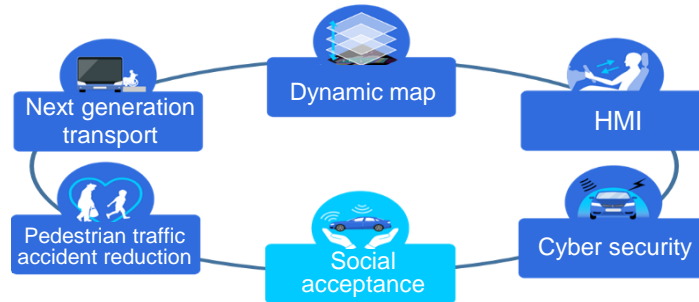 Dynamic map
Next generation
transport
HMI
Pedestrian traffic
accident reduction
Social
acceptance
Cyber security